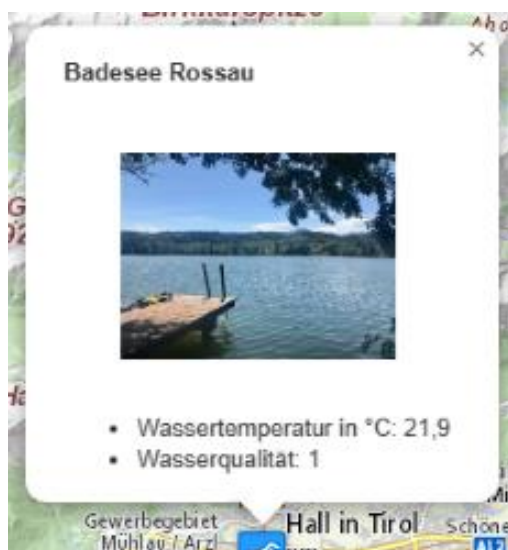 ×
Badesee Rossau
Wassertemperatur in °C: 21,9
Wasserqualität: 1
Gewerbegebiet
Mühlau / Arzl
Hall in Tirol